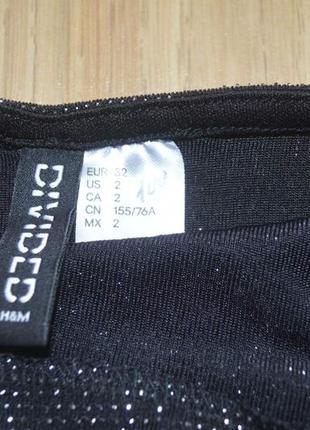 DIVIDED
H&M
EUR 32
US 2
CA 2
CN 155/76A
MX 2